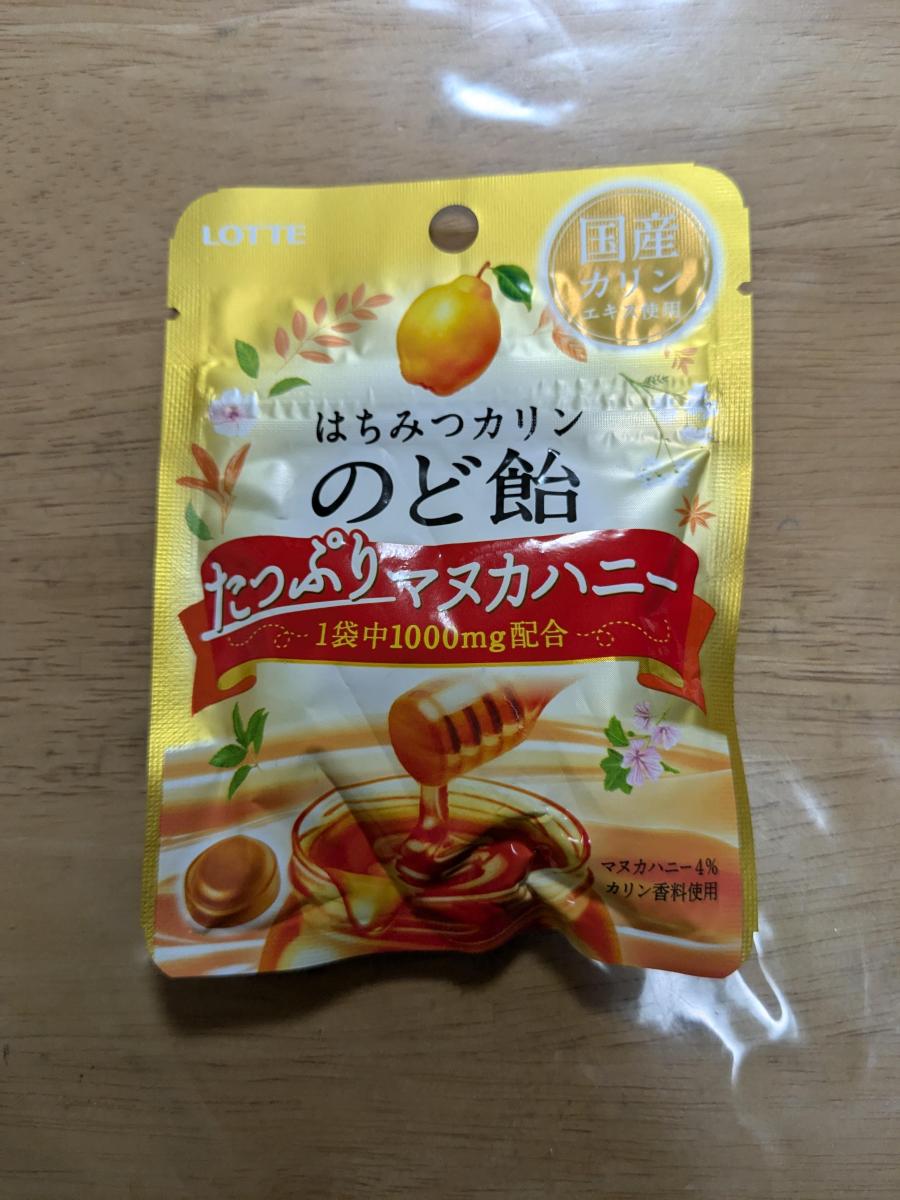 LOTTE
国産
カリン
エキス使用
はちみつカリン
のど飴
たっぷりマヌカハニー
1袋中1000mg配合
マヌカハニー4%
カリン香料使用